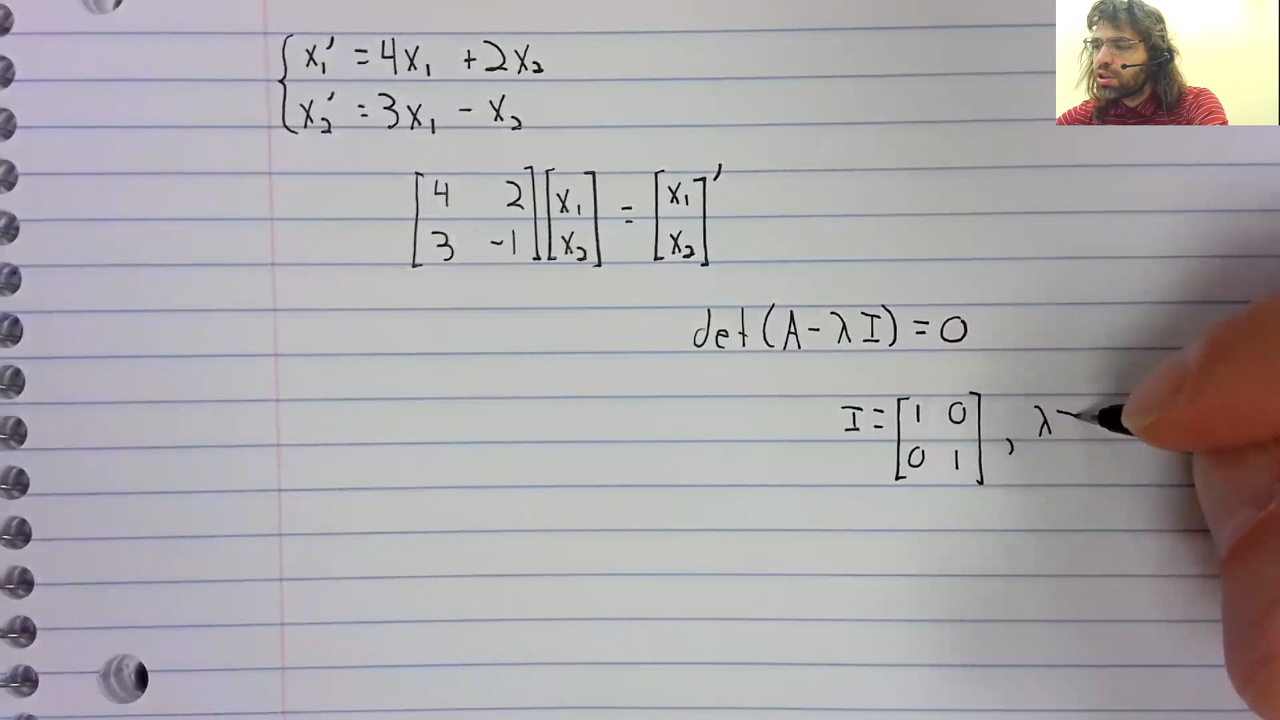 x₁' = 4x₁ + 2x₂
x₂' = 3x₁ - x₂
[4 2] [x₁] = [x₁]'
[3 -1] [x₂] [x₂]
det(A - λI) = 0
I = [1 0] , λ
[0 1]